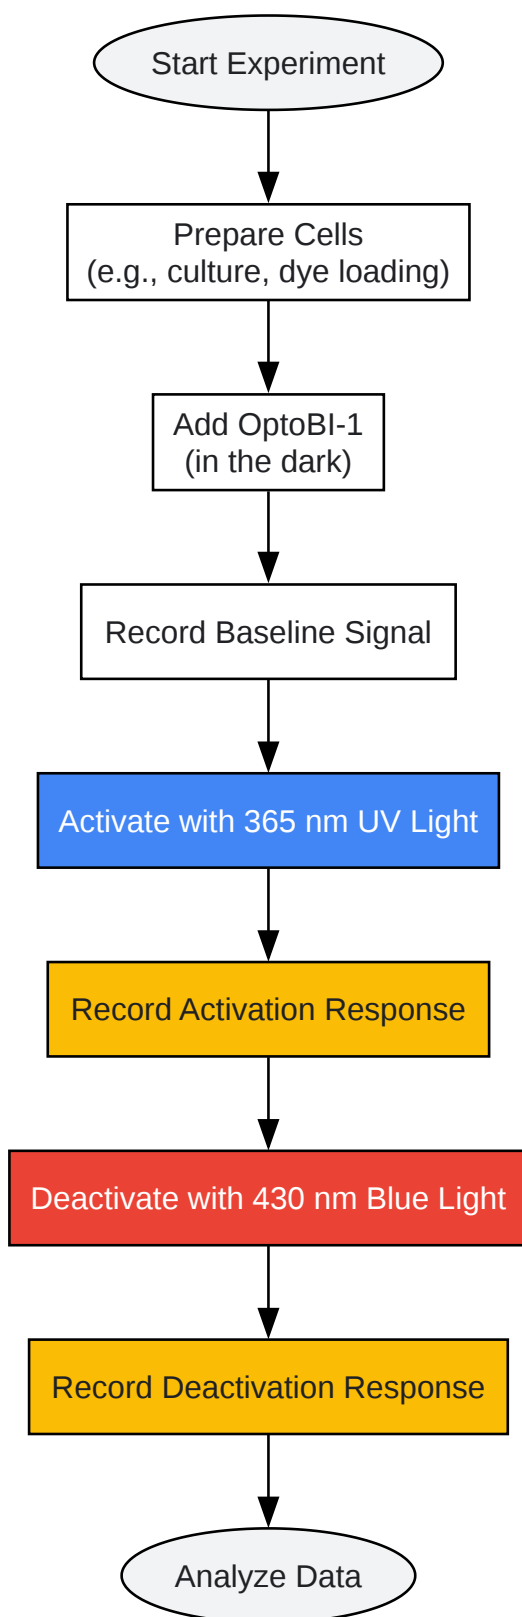 Start Experiment
Prepare Cells
(e.g., culture, dye loading)
Add OptoBI-1
(in the dark)
Record Baseline Signal
Activate with 365 nm UV Light
Record Activation Response
Deactivate with 430 nm Blue Light
Record Deactivation Response
Analyze Data